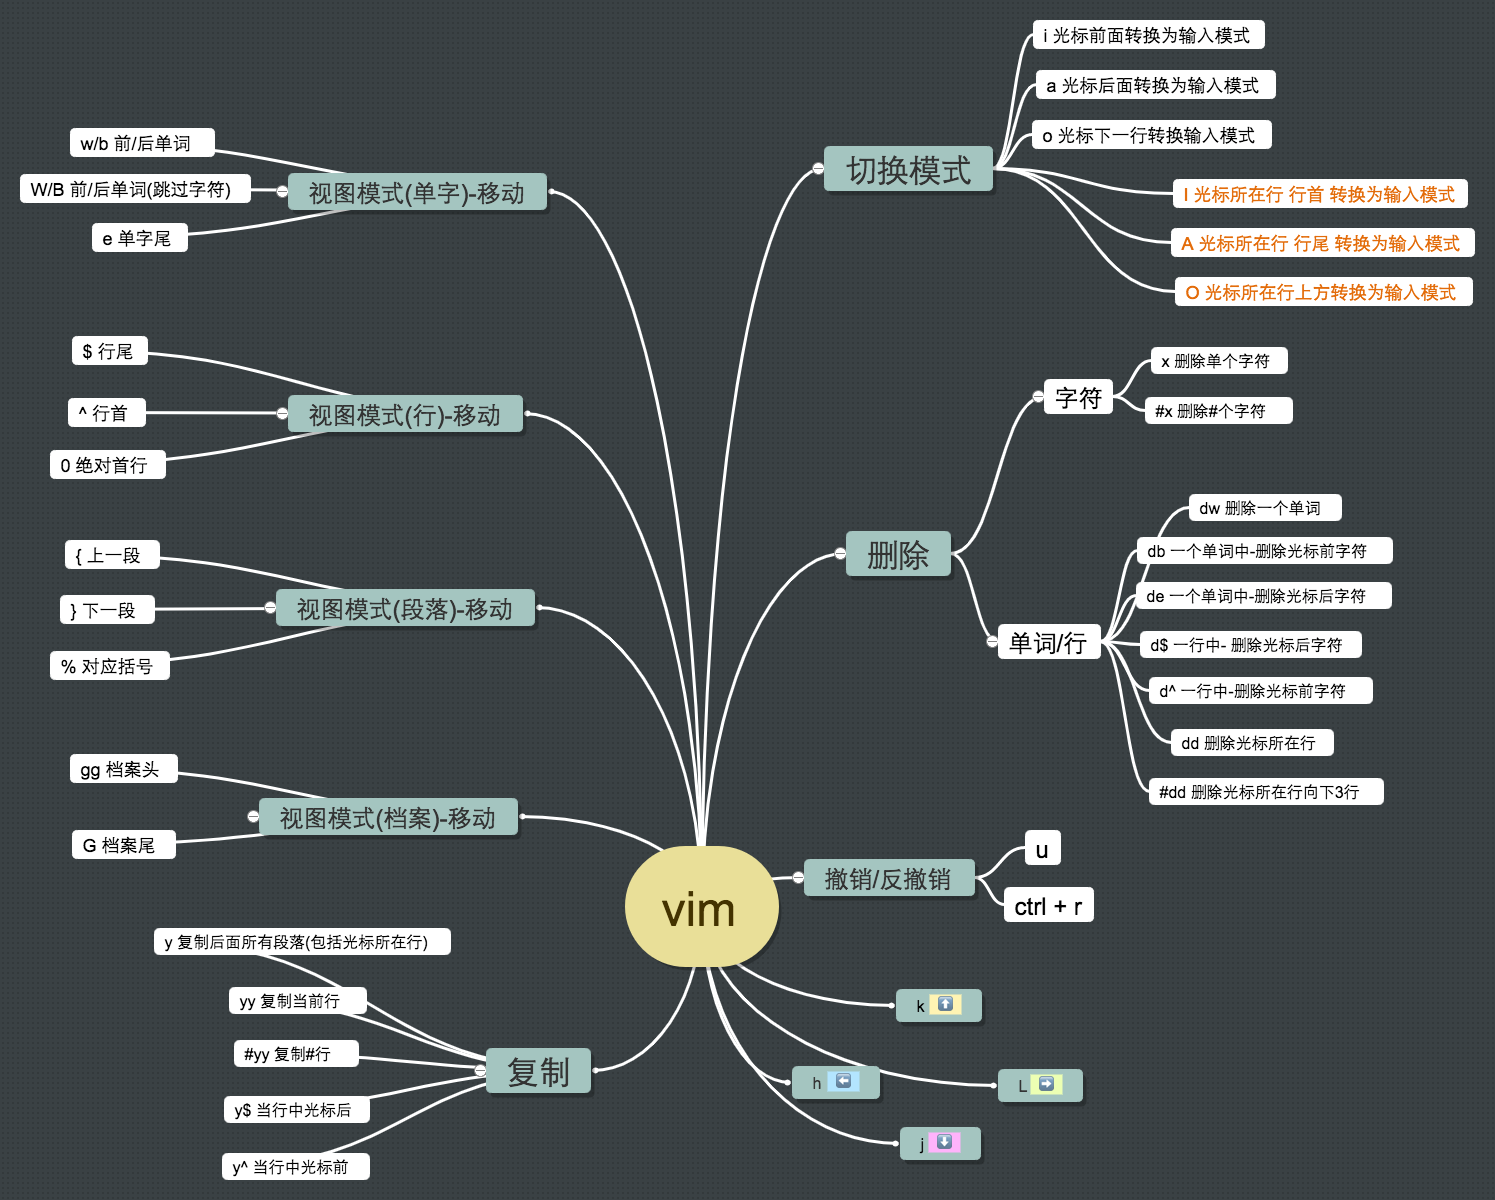 vim
切换模式
i 光标前面转换为输入模式
a 光标后面转换为输入模式
o 光标下一行转换输入模式
I 光标所在行 行首 转换为输入模式
A 光标所在行 行尾 转换为输入模式
O 光标所在行上方转换为输入模式
删除
字符
x 删除单个字符
#x 删除#个字符
单词/行
dw 删除一个单词
db 一个单词中-删除光标前字符
de 一个单词中-删除光标后字符
d$ 一行中- 删除光标后字符
d^ 一行中-删除光标前字符
dd 删除光标所在行
#dd 删除光标所在行向下3行
撤销/反撤销
u
ctrl + r
k
h
L
j
视图模式(单字)-移动
w/b 前/后单词
W/B 前/后单词(跳过字符)
e 单字尾
视图模式(行)-移动
$ 行尾
^ 行首
0 绝对首行
视图模式(段落)-移动
{ 上一段
} 下一段
% 对应括号
视图模式(档案)-移动
gg 档案头
G 档案尾
复制
y 复制后面所有段落(包括光标所在行)
yy 复制当前行
#yy 复制#行
y$ 当行中光标后
y^ 当行中光标前